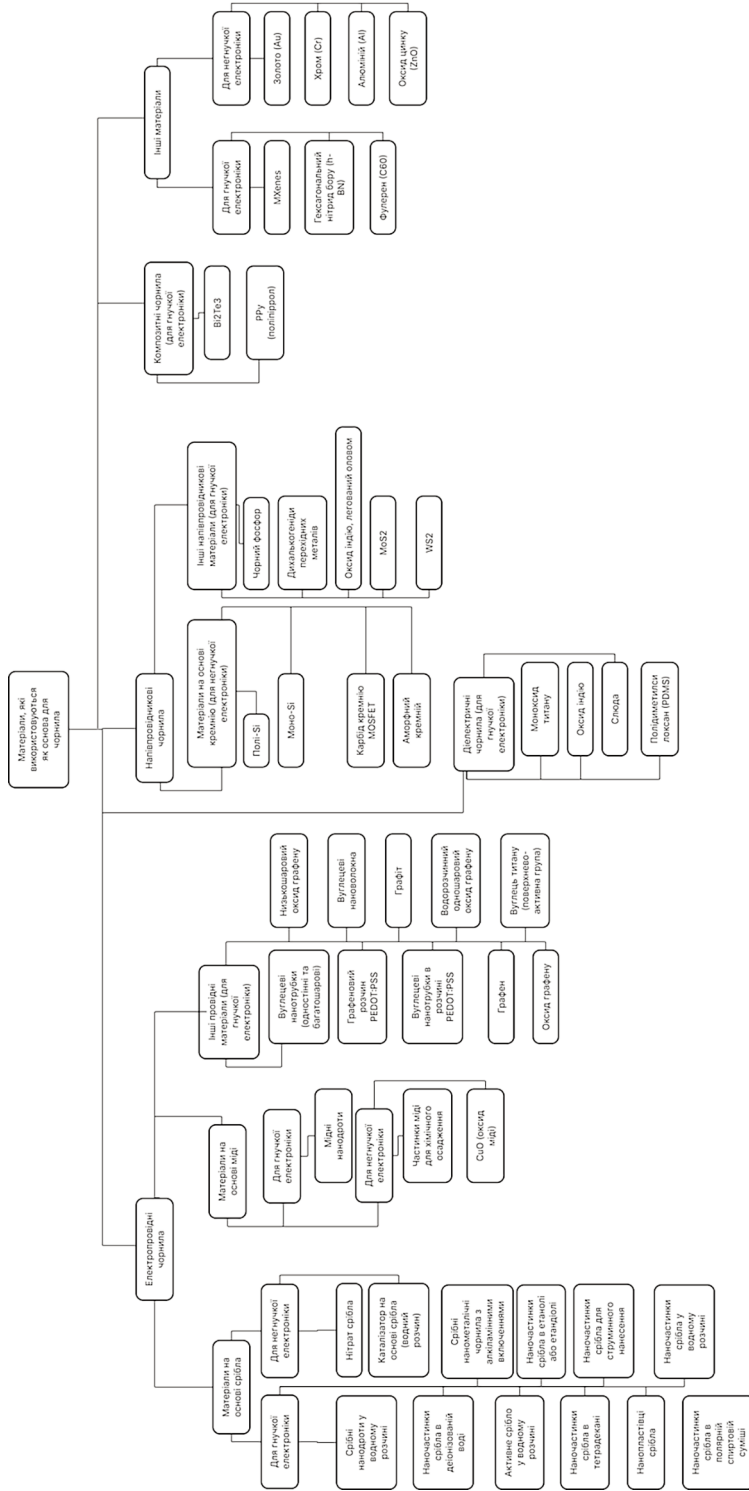 Матеріали, які
використовуються
як основа для
чорнила
Електропровідні
чорнила
Матеріали на
основі срібла
Для гнучкої
електроніки
Срібні
нанодроти у
водному
розчині
Наночастинки
срібла в
деіонізованій
воді
Активне срібло
у водному
розчині
Наночастинки
срібла в
тетрадекані
Нанопластівці
срібла
Наночастинки
срібла в
полярній
спиртовій
суміші
Для негнучкої
електроніки
Нітрат срібла
Каталізатор на
основі срібла
(водний
розчин)
Срібні
нанометалічні
чорнила з
алкіламінними
включеннями
Наночастинки
срібла в етанолі
або етандіолі
Наночастинки
срібла для
струминного
нанесення
Наночастинки
срібла у
водному
розчині
Матеріали на
основі міді
Для гнучкої
електроніки
Мідні
нанодроти
Для негнучкої
електроніки
Частинки міді
для хімічного
осадження
CuO (оксид
міді)
Інші провідні
матеріали (для
гнучкої
електроніки)
Вуглецеві
нанотрубки
(одностінні та
багатошарові)
Графеновий
розчин
PEDOT:PSS
Вуглецеві
нанотрубки в
розчині
PEDOT:PSS
Графен
Оксид графену
Низькошаровий
оксид графену
Вуглецеві
нановолокна
Графіт
Водорозчинний
одношаровий
оксид графену
Вуглець титану
(поверхнево-
активна група)
Діелектричні
чорнила (для
гнучкої
електроніки)
Моноксид
титану
Оксид індію
Слюда
Полідиметилси
локсан (PDMS)
Напівпровідникові
чорнила
Матеріали на основі
кремнію (для негнучкої
електроніки)
Полі-Si
Моно-Si
Карбід кремнію
MOSFET
Аморфний
кремній
Інші напівпровідникові
матеріали (для гнучкої
електроніки)
Чорний фосфор
Дихалькогеніди
перехідних
металів
Оксид індію, легований оловом
MoS2
WS2
Композитні чорнила
(для гнучкої
електроніки)
Bi2Te3
PPy
(поліпіррол)
Інші матеріали
Для гнучкої
електроніки
MXenes
Гексагональний
нітрид бору (h-
BN)
Фулерен (C60)
Для негнучкої
електроніки
Золото (Au)
Хром (Cr)
Алюміній (Al)
Оксид цинку
(ZnO)